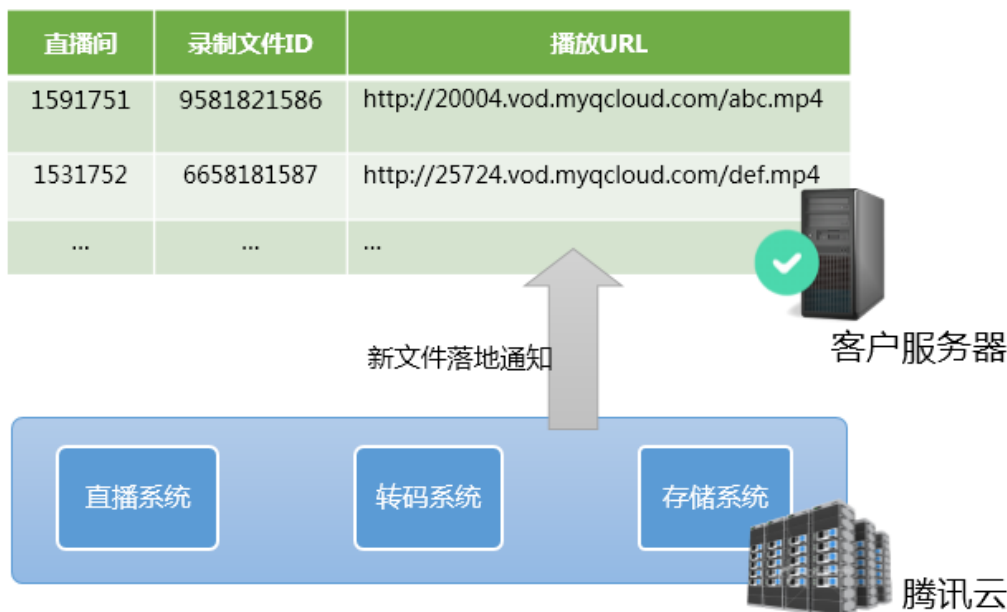 直播间 录制文件ID 播放URL
1591751 9581821586 http://20004.vod.myqcloud.com/abc.mp4
1531752 6658181587 http://25724.vod.myqcloud.com/def.mp4
... ... ...
客户服务器
新文件落地通知
直播系统 转码系统 存储系统
腾讯云